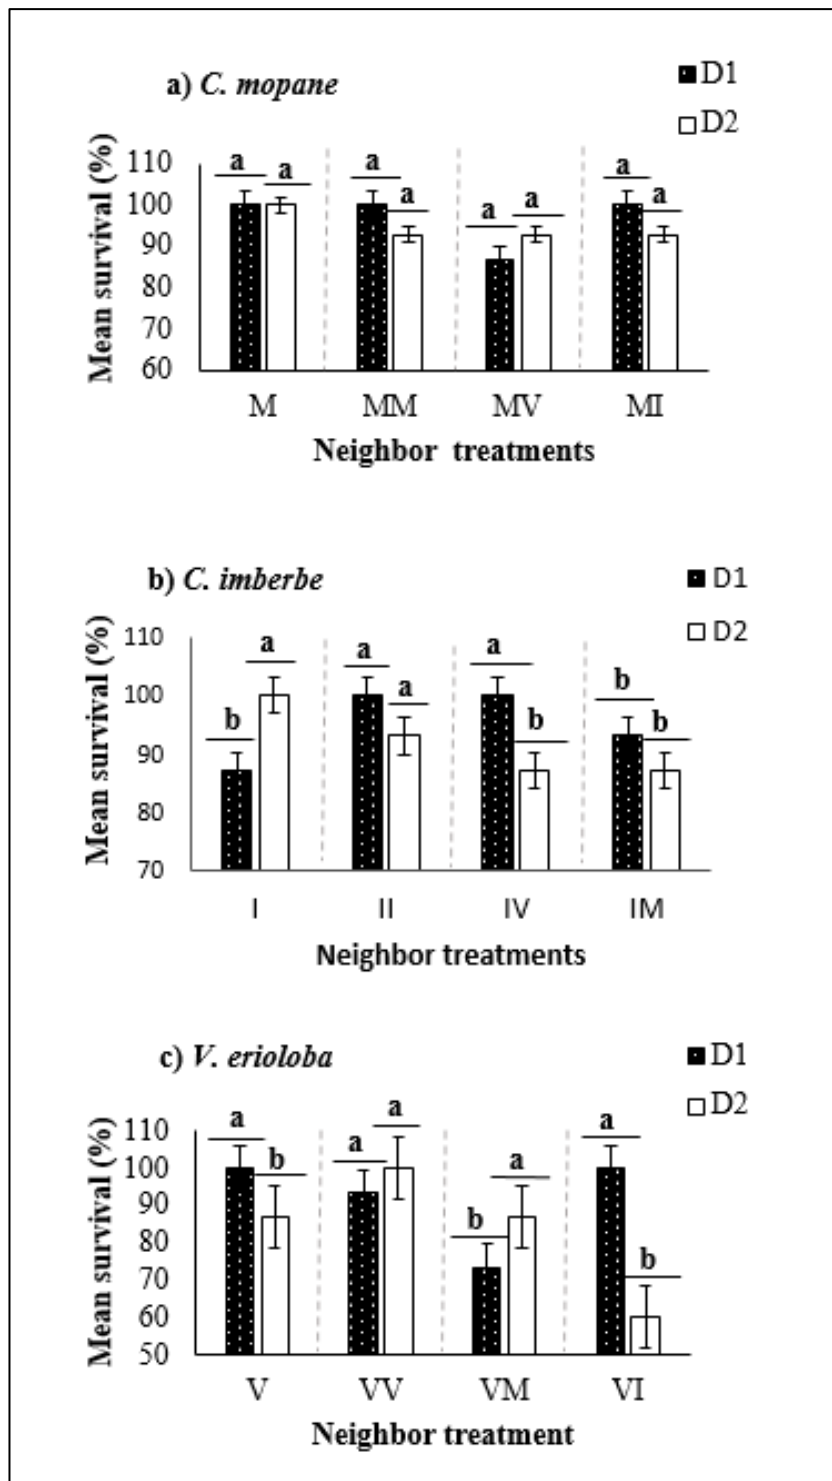 a) C. mopane
D1
D2
Mean survival (%)
110
100
90
80
70
60
a a a a a a a a
M MM MV MI
Neighbor treatments
b) C. imberbe
D1
D2
Mean survival (%)
110
100
90
80
70
b a a a a b b b
I II IV IM
Neighbor treatments
c) V. erioloba
D1
D2
Mean survival (%)
110
100
90
80
70
60
50
a b a a b a a b
V VV VM VI
Neighbor treatment